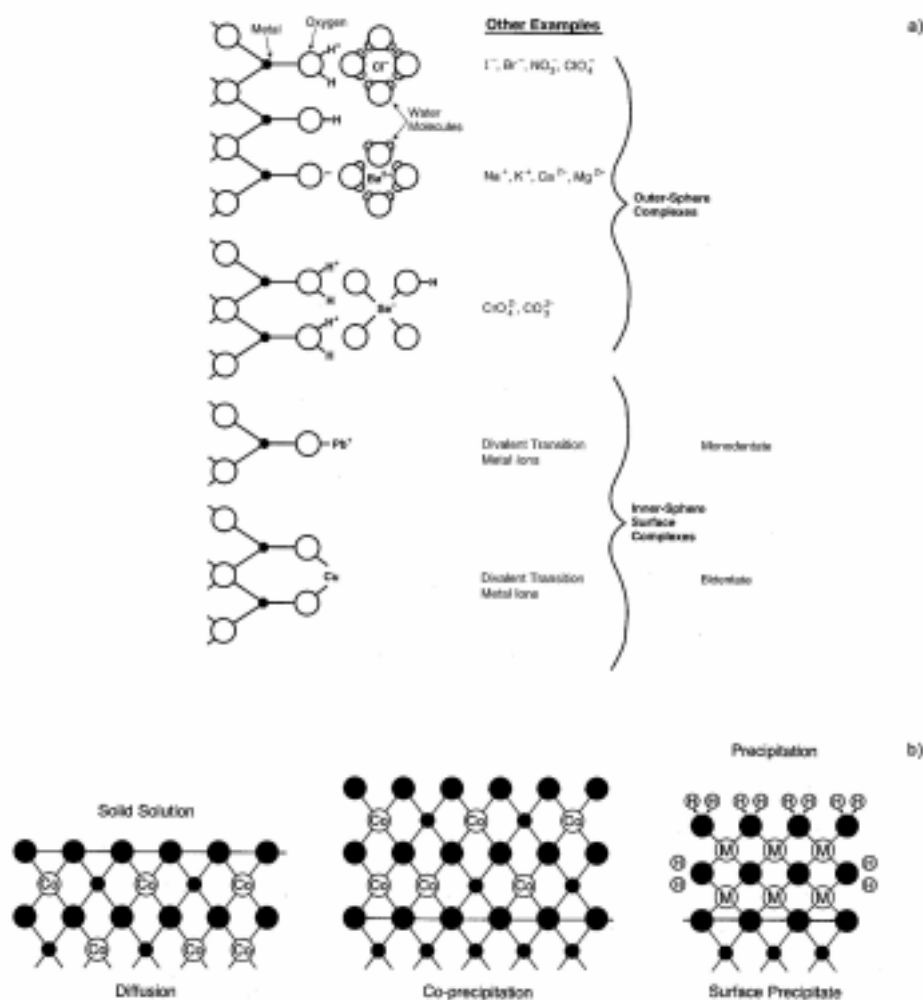 a)
Metal
Oxygen
Other Examples
H⁺
H
Cl⁻
I⁻, Br⁻, NO₃⁻, ClO₄⁻
H
Water
Molecules
Na⁺, K⁺, Ca²⁺, Mg²⁺
Outer-Sphere
Complexes
H⁺
H
H
CrO₄²⁻, CO₃²⁻
H⁺
H
Pb⁺
Divalent Transition
Metal Ions
Monodentate
Inner-Sphere
Surface
Complexes
Divalent Transition
Metal Ions
Bidentate
b)
Precipitation
Solid Solution
H H H H H H H H
Co Co Co
M M M
Co Co Co
H H
Co Co Co
H H
Co Co Co
M M M
Diffusion
Co-precipitation
Surface Precipitate